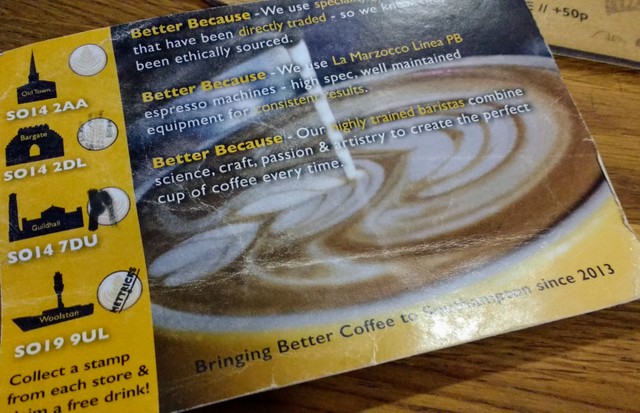 Old Town
SO14 2AA
Bargate
SO14 2DL
Guildhall
SO14 7DU
Woolston
SO19 9UL
METTRICKS
Collect a stamp
from each store &
a free drink!
Better Because - We use
that have been directly traded - so we know
been ethically sourced.
Better Because - We use La Marzocco Linea PB
espresso machines - high spec, well maintained
equipment for consistent results.
Better Because - Our highly trained baristas combine
science, craft, passion & artistry to create the perfect
cup of coffee every time.
Bringing Better Coffee to Southampton since 2013
// +50p